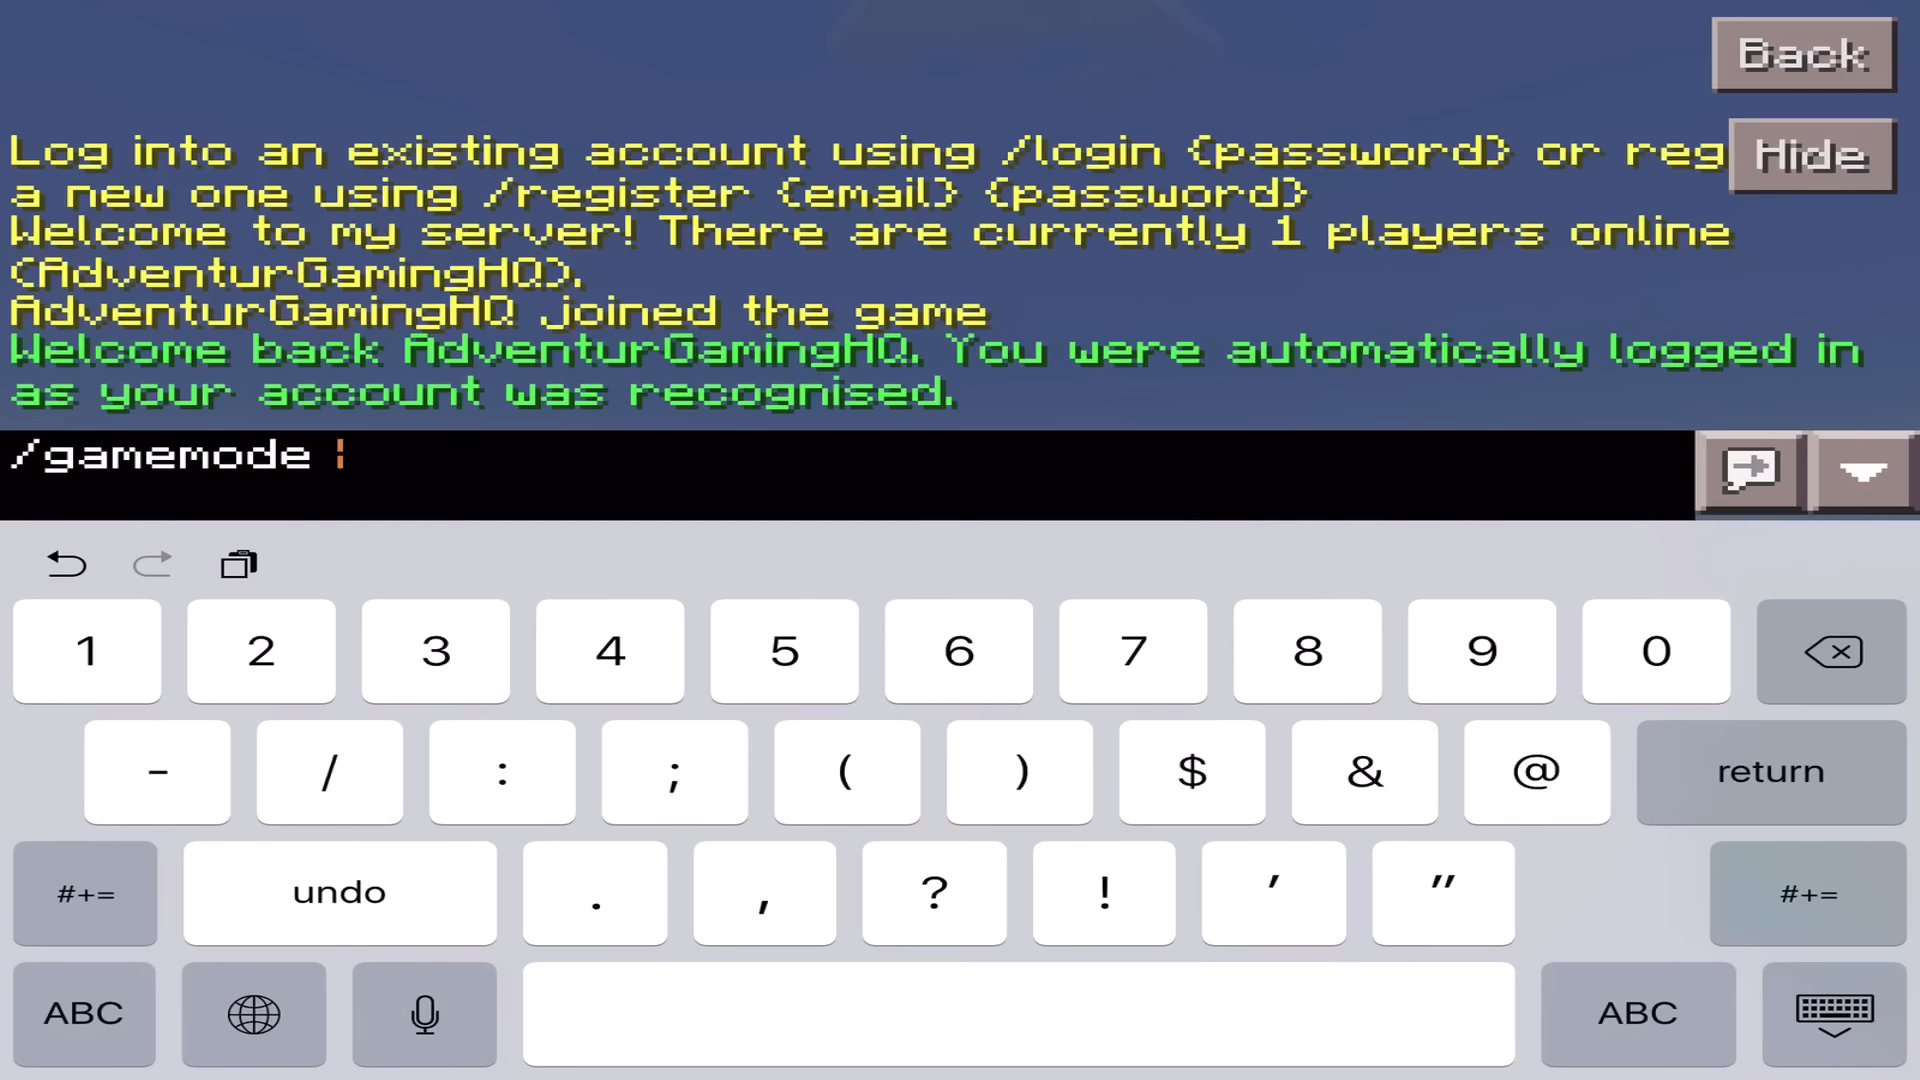 Back
Log into an existing account using /login {password} or reg
Hide
a new one using /register {email} {password}
Welcome to my server! There are currently 1 players online
(AdventurGamingHQ).
AdventurGamingHQ joined the game
Welcome back AdventurGamingHQ. You were automatically logged in
as your account was recognised.
/gamemode
1 2 3 4 5 6 7 8 9 0
- / : ; ( ) $ & @ return
#+= undo . , ? ! ' " #+=
ABC ABC